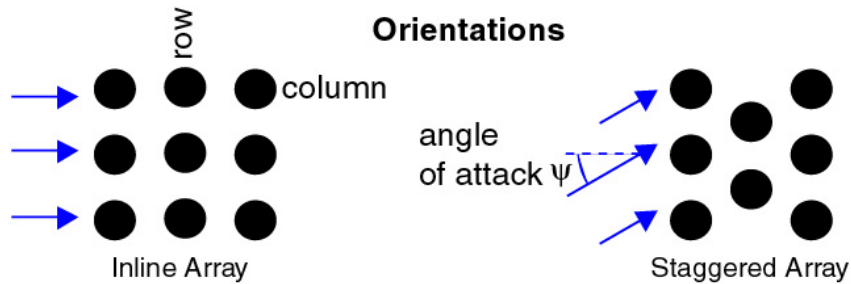 Orientations
row
column
angle
of attack ψ
Inline Array
Staggered Array